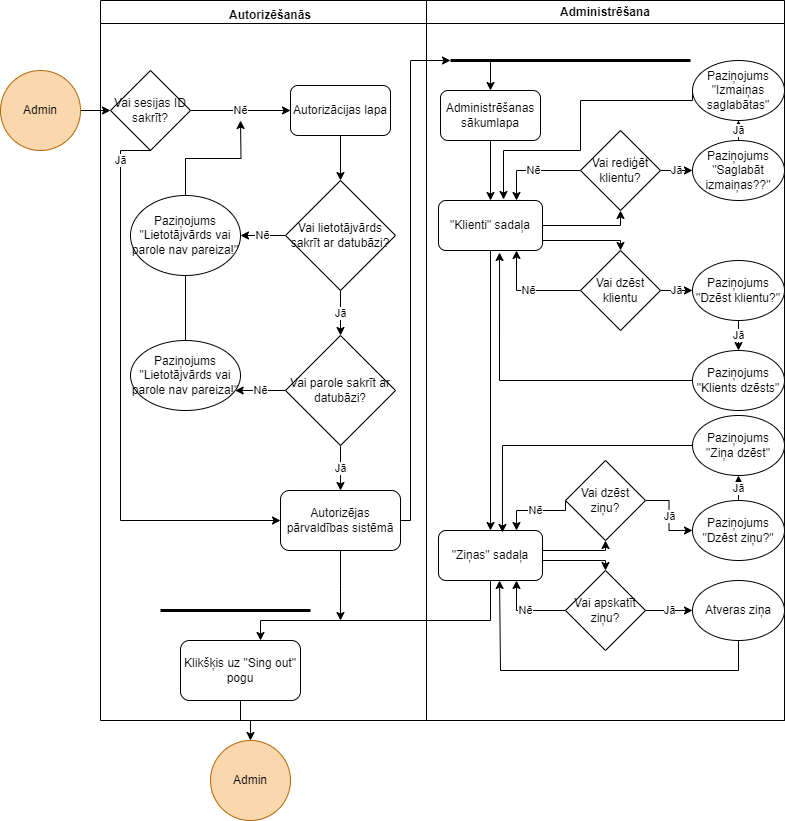 Autorizēšanās
Administrēšana
Admin
Vai sesijas ID
sakrīt?
Nē
Jā
Autorizācijas lapa
Vai lietotājvārds
sakrīt ar datubāzi?
Nē
Paziņojums
"Lietotājvārds vai
parole nav pareiza!"
Jā
Vai parole sakrīt ar
datubāzi?
Nē
Paziņojums
"Lietotājvārds vai
parole nav pareiza!"
Jā
Autorizējas
pārvaldības sistēmā
Klikšķis uz "Sing out"
pogu
Admin
Administrēšanas
sākumlapa
"Klienti" sadaļa
Vai rediģēt
klientu?
Nē
Jā
Paziņojums
"Saglabāt
izmaiņas??"
Jā
Paziņojums
"Izmaiņas
saglabātas"
Vai dzēst
klientu
Nē
Jā
Paziņojums
"Dzēst klientu?"
Jā
Paziņojums
"Klients dzēsts"
"Ziņas" sadaļa
Vai dzēst
ziņu?
Nē
Jā
Paziņojums
"Dzēst ziņu?"
Jā
Paziņojums
"Ziņa dzēst"
Vai apskatīt
ziņu?
Nē
Jā
Atveras ziņa